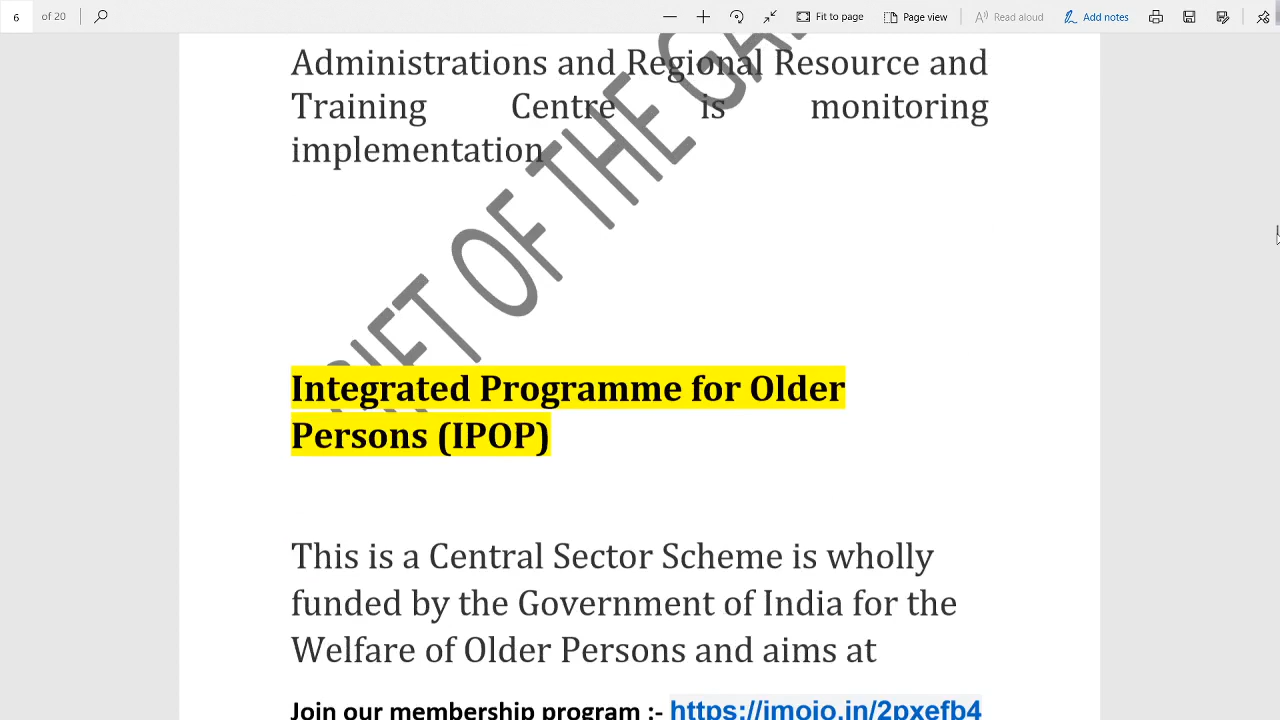 6 of 20 Fit to page Page view Read aloud Add notes
Administrations and Regional Resource and
Training Centre is monitoring
implementation
OF THE
Integrated Programme for Older
Persons (IPOP)
This is a Central Sector Scheme is wholly
funded by the Government of India for the
Welfare of Older Persons and aims at
Join our membership program :- https://imojo.in/2pxefb4